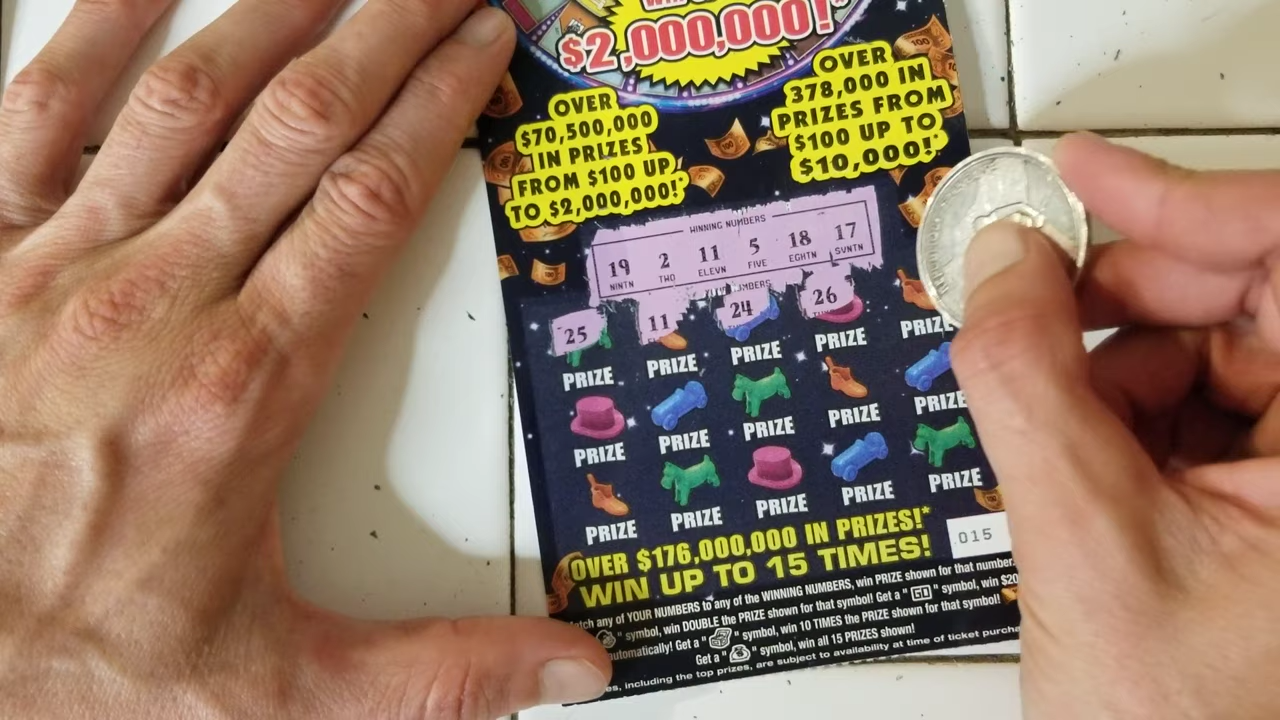 $2,000,000!*
OVER
$70,500,000
IN PRIZES
FROM $100 UP
TO $2,000,000!*
OVER
378,000 IN
PRIZES FROM
$100 UP TO
$10,000!*
WINNING NUMBERS
19 2 11 5 18 17
NINTN TWO ELEVN FIVE EGHTN SVNTN
25 11 24 26
PRIZE PRIZE PRIZE PRIZE PRIZE
PRIZE PRIZE PRIZE PRIZE PRIZE
PRIZE PRIZE PRIZE PRIZE PRIZE
OVER $176,000,000 IN PRIZES!*
WIN UP TO 15 TIMES!
015
any of YOUR NUMBERS to any of the WINNING NUMBERS, win PRIZE shown for that number.
" symbol, win DOUBLE the PRIZE shown for that symbol! Get a " GO " symbol, win $20
automatically! Get a " " symbol, win 10 TIMES the PRIZE shown for that symbol!
Get a " " symbol, win all 15 PRIZES shown!
including the top prizes, are subject to availability at time of ticket